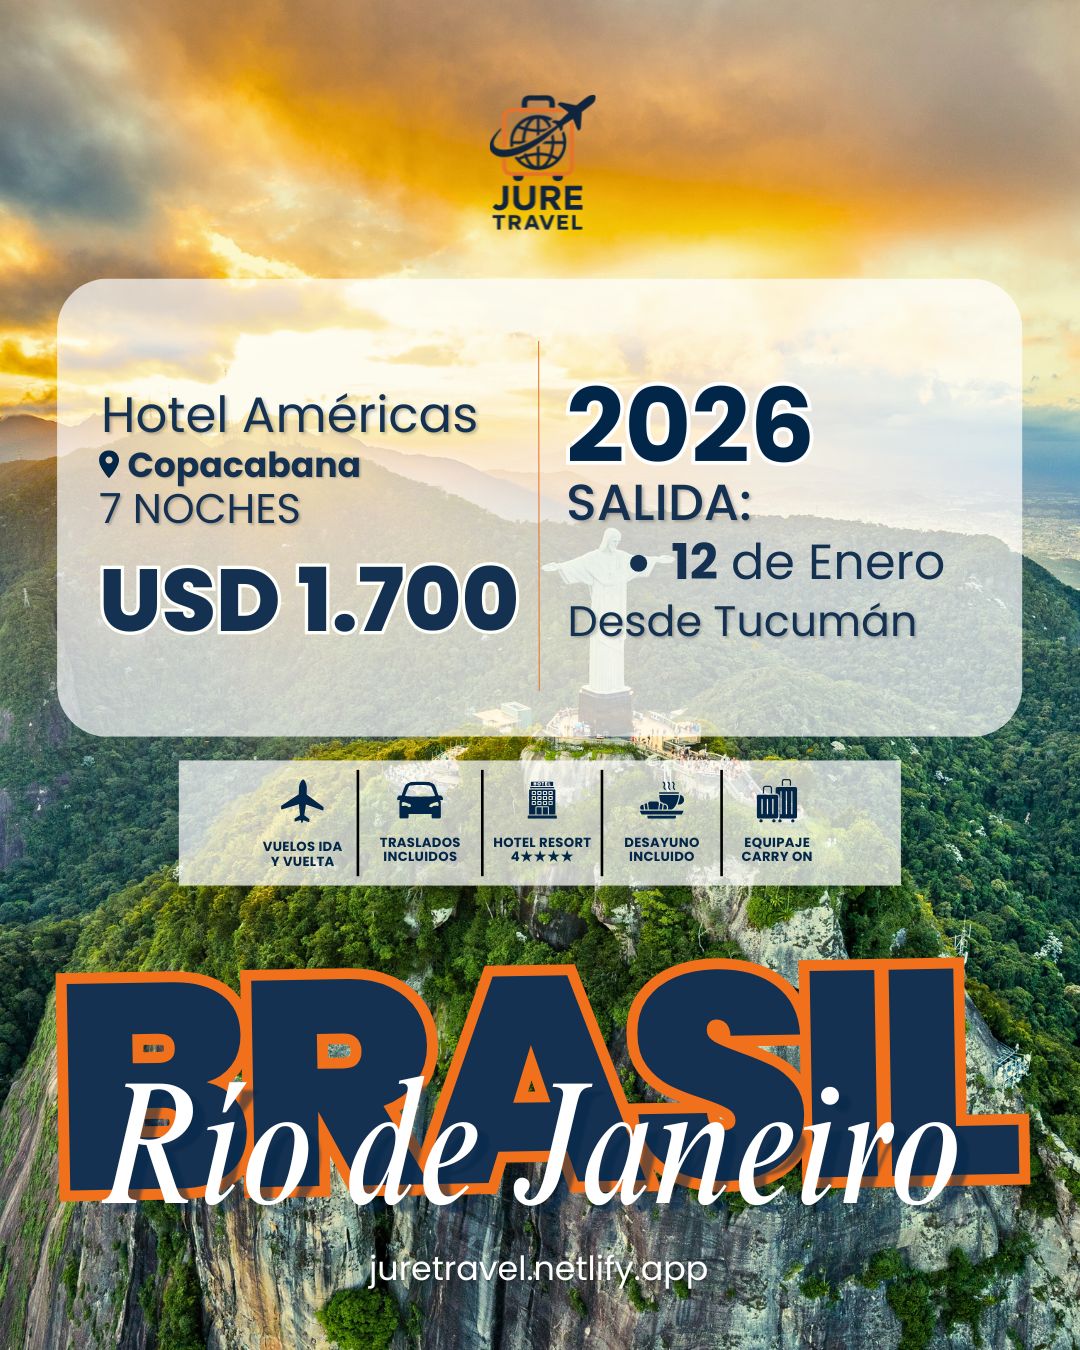 JURE
TRAVEL
Hotel Américas
Copacabana
7 NOCHES
USD 1.700
2026
SALIDA:
• 12 de Enero
Desde Tucumán
VUELOS IDA
Y VUELTA
TRASLADOS
INCLUIDOS
HOTEL
HOTEL RESORT
4★★★★
DESAYUNO
INCLUIDO
EQUIPAJE
CARRY ON
BRASIL
Río de Janeiro
juretravel.netlify.app